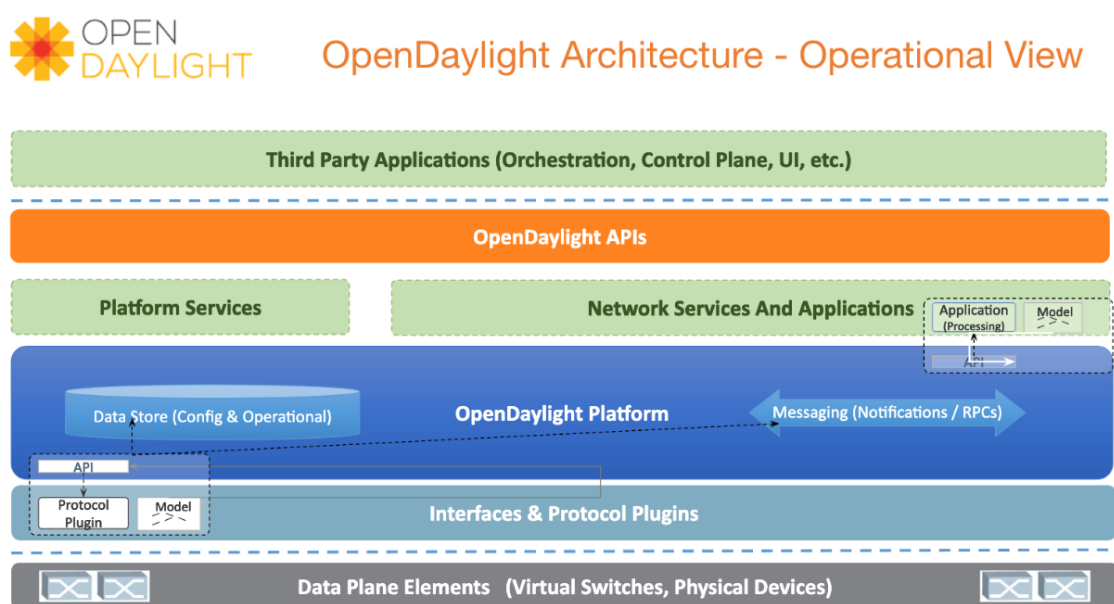 OPEN
DAYLIGHT
OpenDaylight Architecture - Operational View
Third Party Applications (Orchestration, Control Plane, UI, etc.)
OpenDaylight APIs
Platform Services
Network Services And Applications
Application
(Processing)
Model
API
Data Store (Config & Operational)
OpenDaylight Platform
Messaging (Notifications / RPCs)
API
Protocol
Plugin
Model
Interfaces & Protocol Plugins
Data Plane Elements (Virtual Switches, Physical Devices)